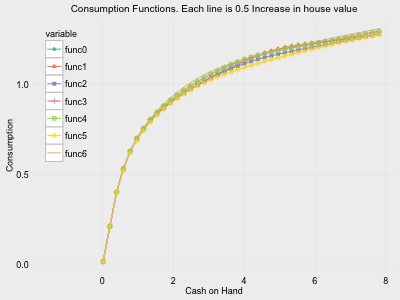 Consumption Functions. Each line is 0.5 Increase in house value
variable
func0
func1
func2
func3
func4
func5
func6
Consumption
1.0
0.5
0.0
0
2
4
6
8
Cash on Hand